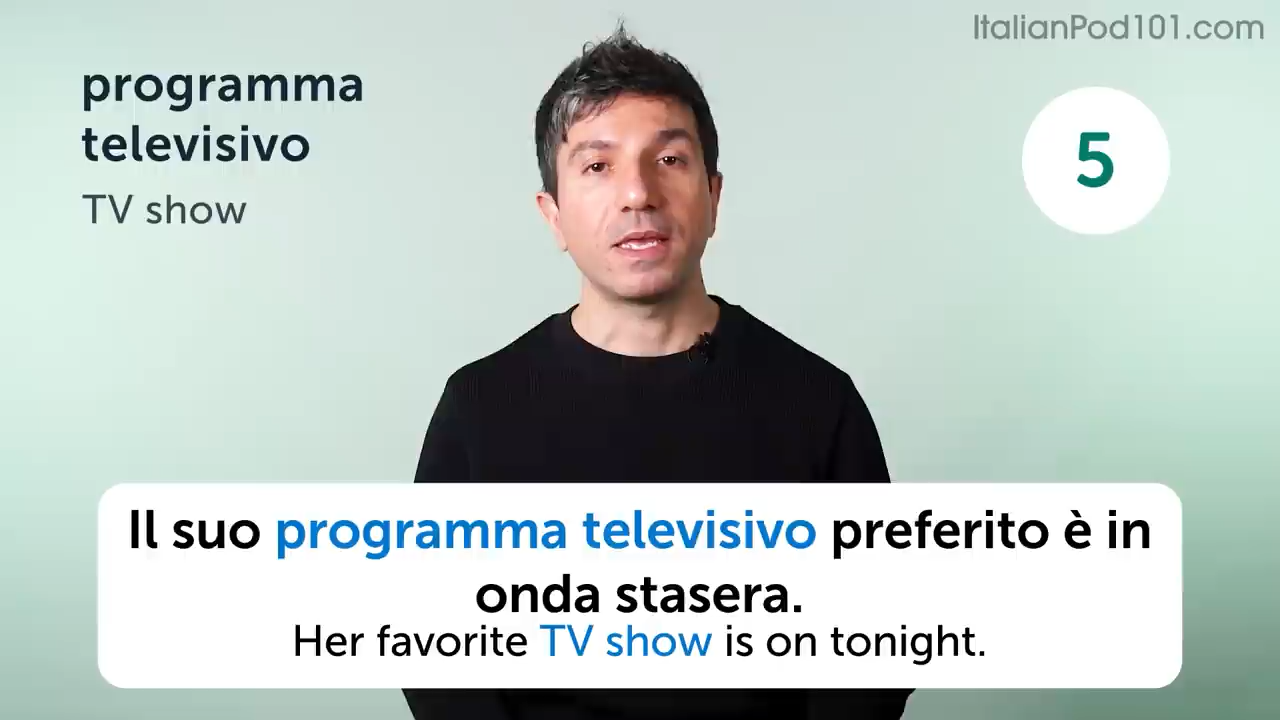 ItalianPod101.com
programma
televisivo
TV show
5
Il suo programma televisivo preferito è in
onda stasera.
Her favorite TV show is on tonight.